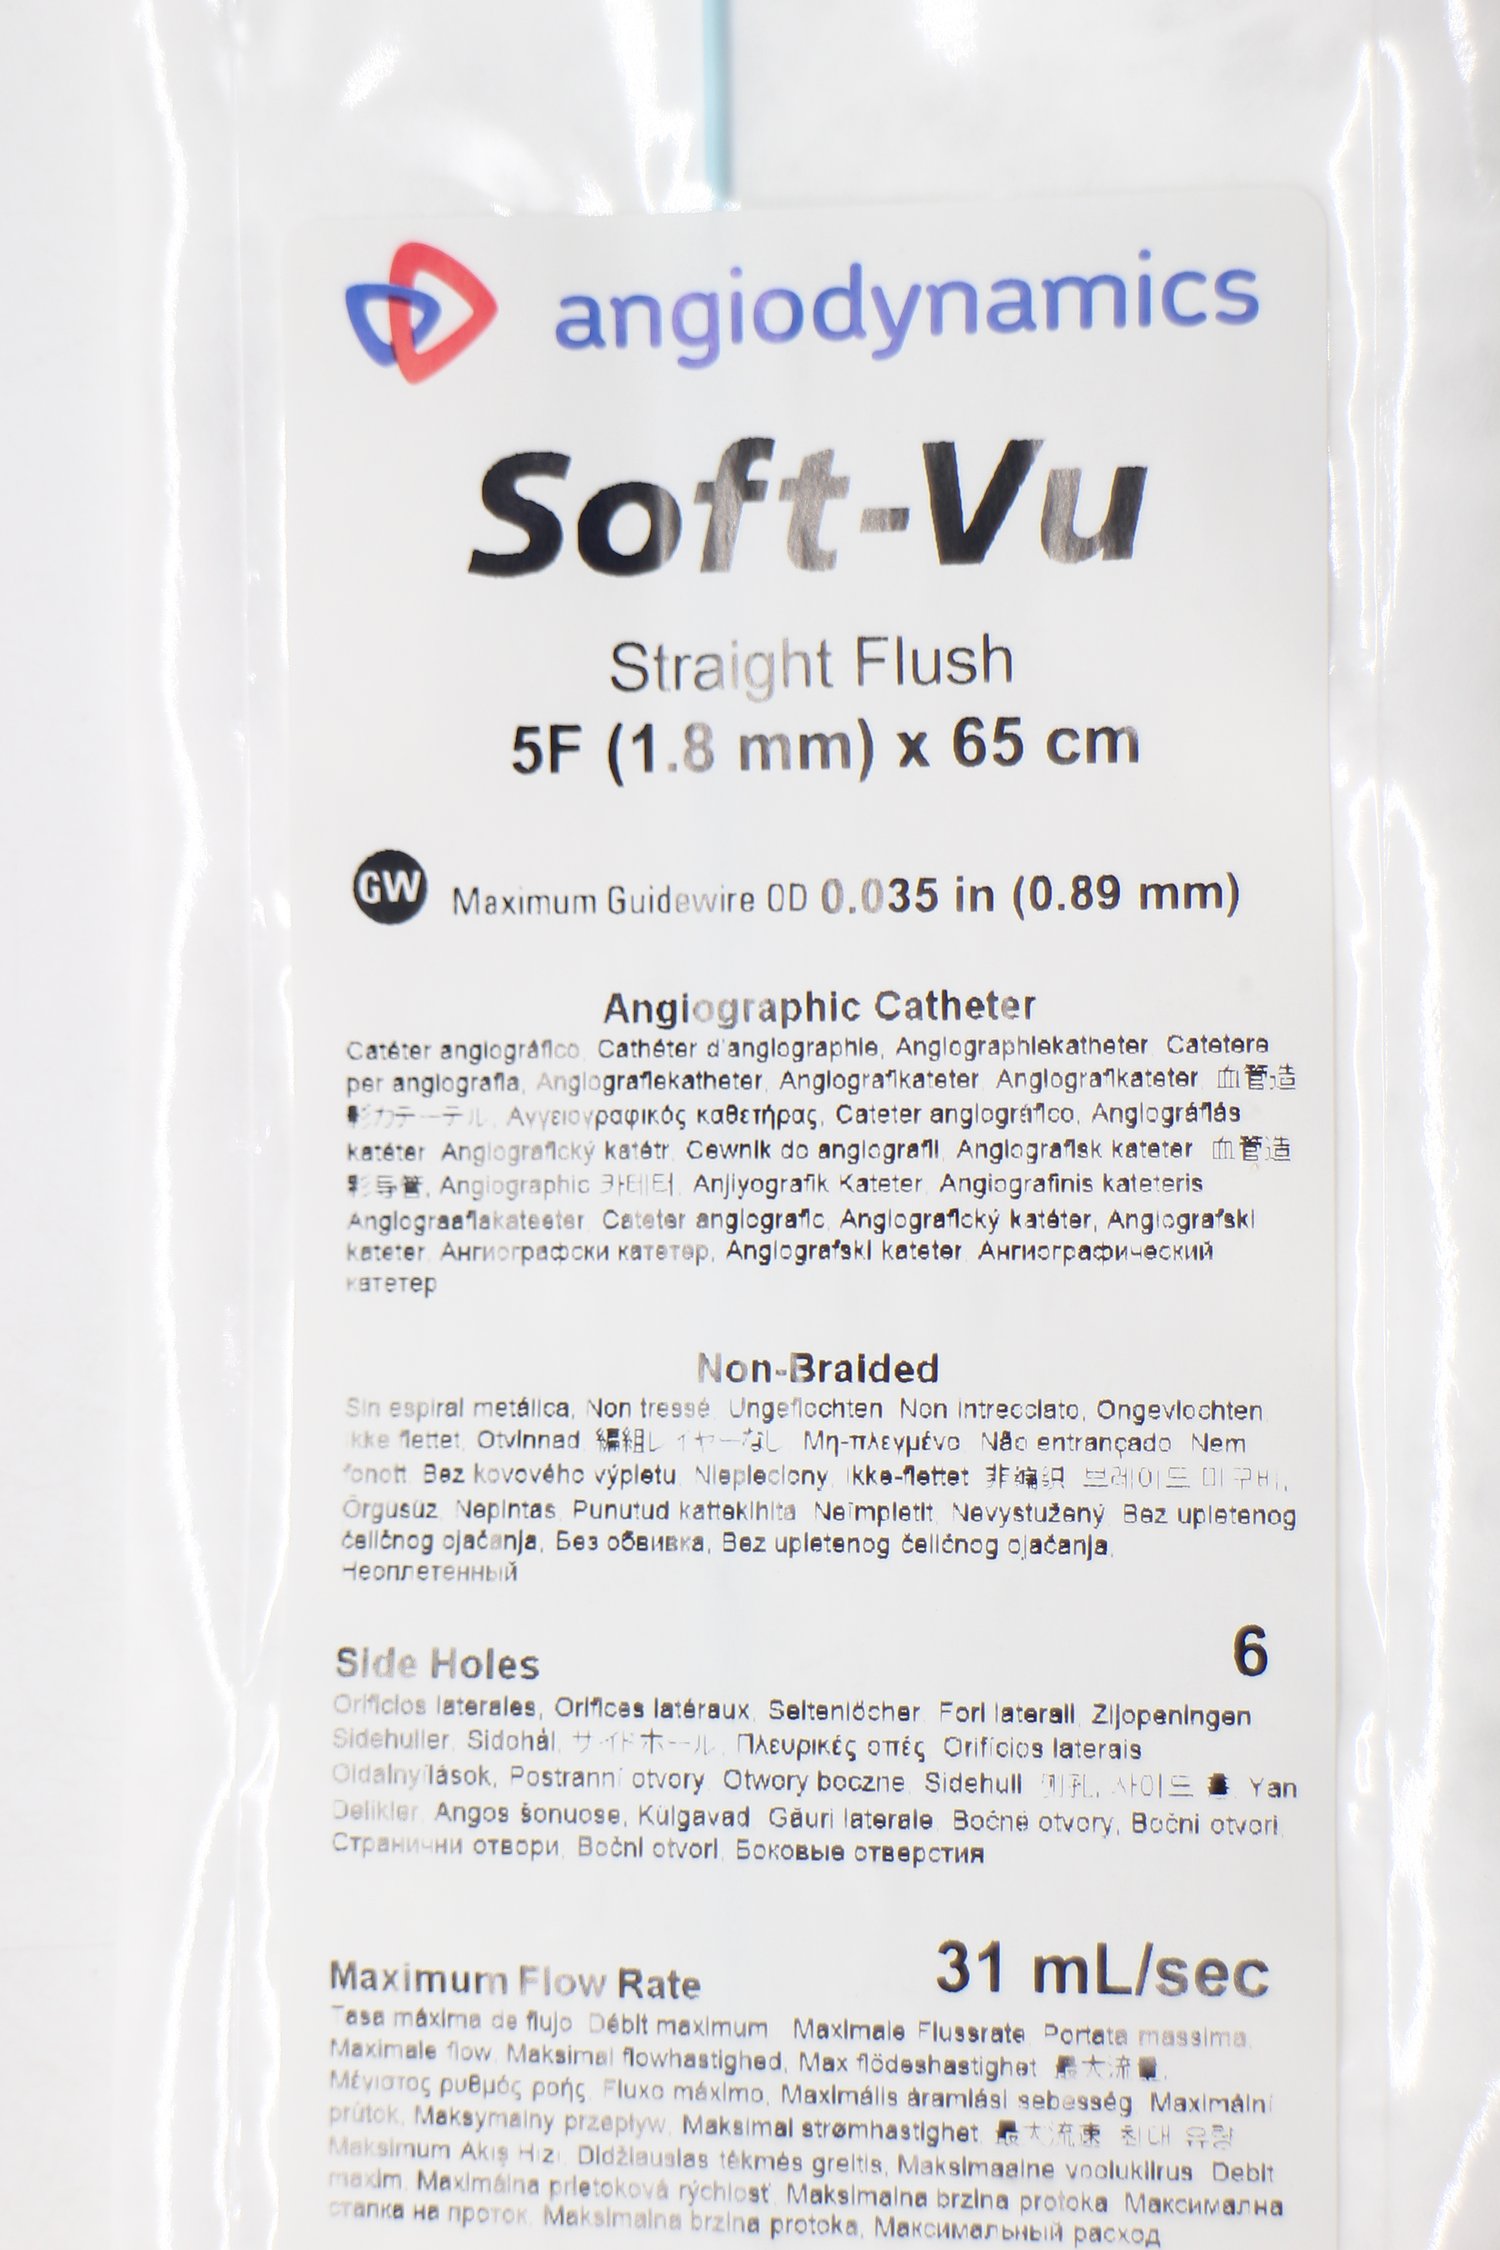 angiodynamics
Soft-Vu
Straight Flush
5F (1.8 mm) x 65 cm
GW Maximum Guidewire OD 0.035 in (0.89 mm)
Angiographic Catheter
Catéter angiográfico, Cathéter d'angiographie, Angiographiekatheter, Catetere
per angiografia, Angiografiekatheter, Angiografikateter, Angiografikateter, 血管造
影カテーテル, Αγγειογραφικός καθετήρας, Cateter angiográfico, Angiográfiás
katéter, Angiografický katétr, Cewnik do angiografii, Angiografisk kateter, 血管造
影导管, Angiographic 카테터, Anjiyografik Kateter, Angiografinis kateteris
Angiograafiakateeter, Cateter angiografic, Angiografický katéter, Angiografski
kateter, Ангиографски катетер, Angiografski kateter, Ангиографический
катетер
Non-Braided
Sin espiral metálica, Non tressé, Ungeflochten, Non intrecciato, Ongevlochten,
Ikke flettet, Otvinnad, 編組レイヤーなし, Μη-πλεγμένο, Não entrançado, Nem
fonott, Bez kovového výpletu, Niepleciony, Ikke-flettet, 非编织, 브레이드 미구비,
Örgüsüz, Nepintas, Punutud kattekihita, Neîmpletit, Nevystužený, Bez upletenog
čeličnog ojačanja, Без обвивка, Bez upletenog čeličnog ojačanja,
Неоплетенный
Side Holes 6
Orificios laterales, Orifices latéraux, Seitenlöcher, Fori laterali, Zijopeningen,
Sidehuller, Sidohål, サイドホール, Πλευρικές οπές, Orifícios laterais
Oldalnyílások, Postranní otvory, Otwory boczne, Sidehull, 侧孔, 사이드 홀, Yan
Delikler, Angos šonuose, Külgavad, Găuri laterale, Bočné otvory, Bočni otvori,
Странични отвори, Bočni otvori, Боковые отверстия
Maximum Flow Rate 31 mL/sec
Tasa máxima de flujo, Débit maximum, Maximale Flussrate, Portata massima,
Maximale flow, Maksimal flowhastighed, Max flödeshastighet, 最大流量,
Μέγιστος ρυθμός ροής, Fluxo máximo, Maximális áramlási sebesség, Maximální
průtok, Maksymalny przepływ, Maksimal strømhastighet, 最大流速, 최대 유량
Maksimum Akış Hızı, Didžiausias tėkmės greitis, Maksimaalne voolukiirus, Debit
maxim, Maximálna prietoková rýchlosť, Maksimalna brzina protoka, Максимална
стапка на проток, Maksimalna brzina protoka, Максимальный расход